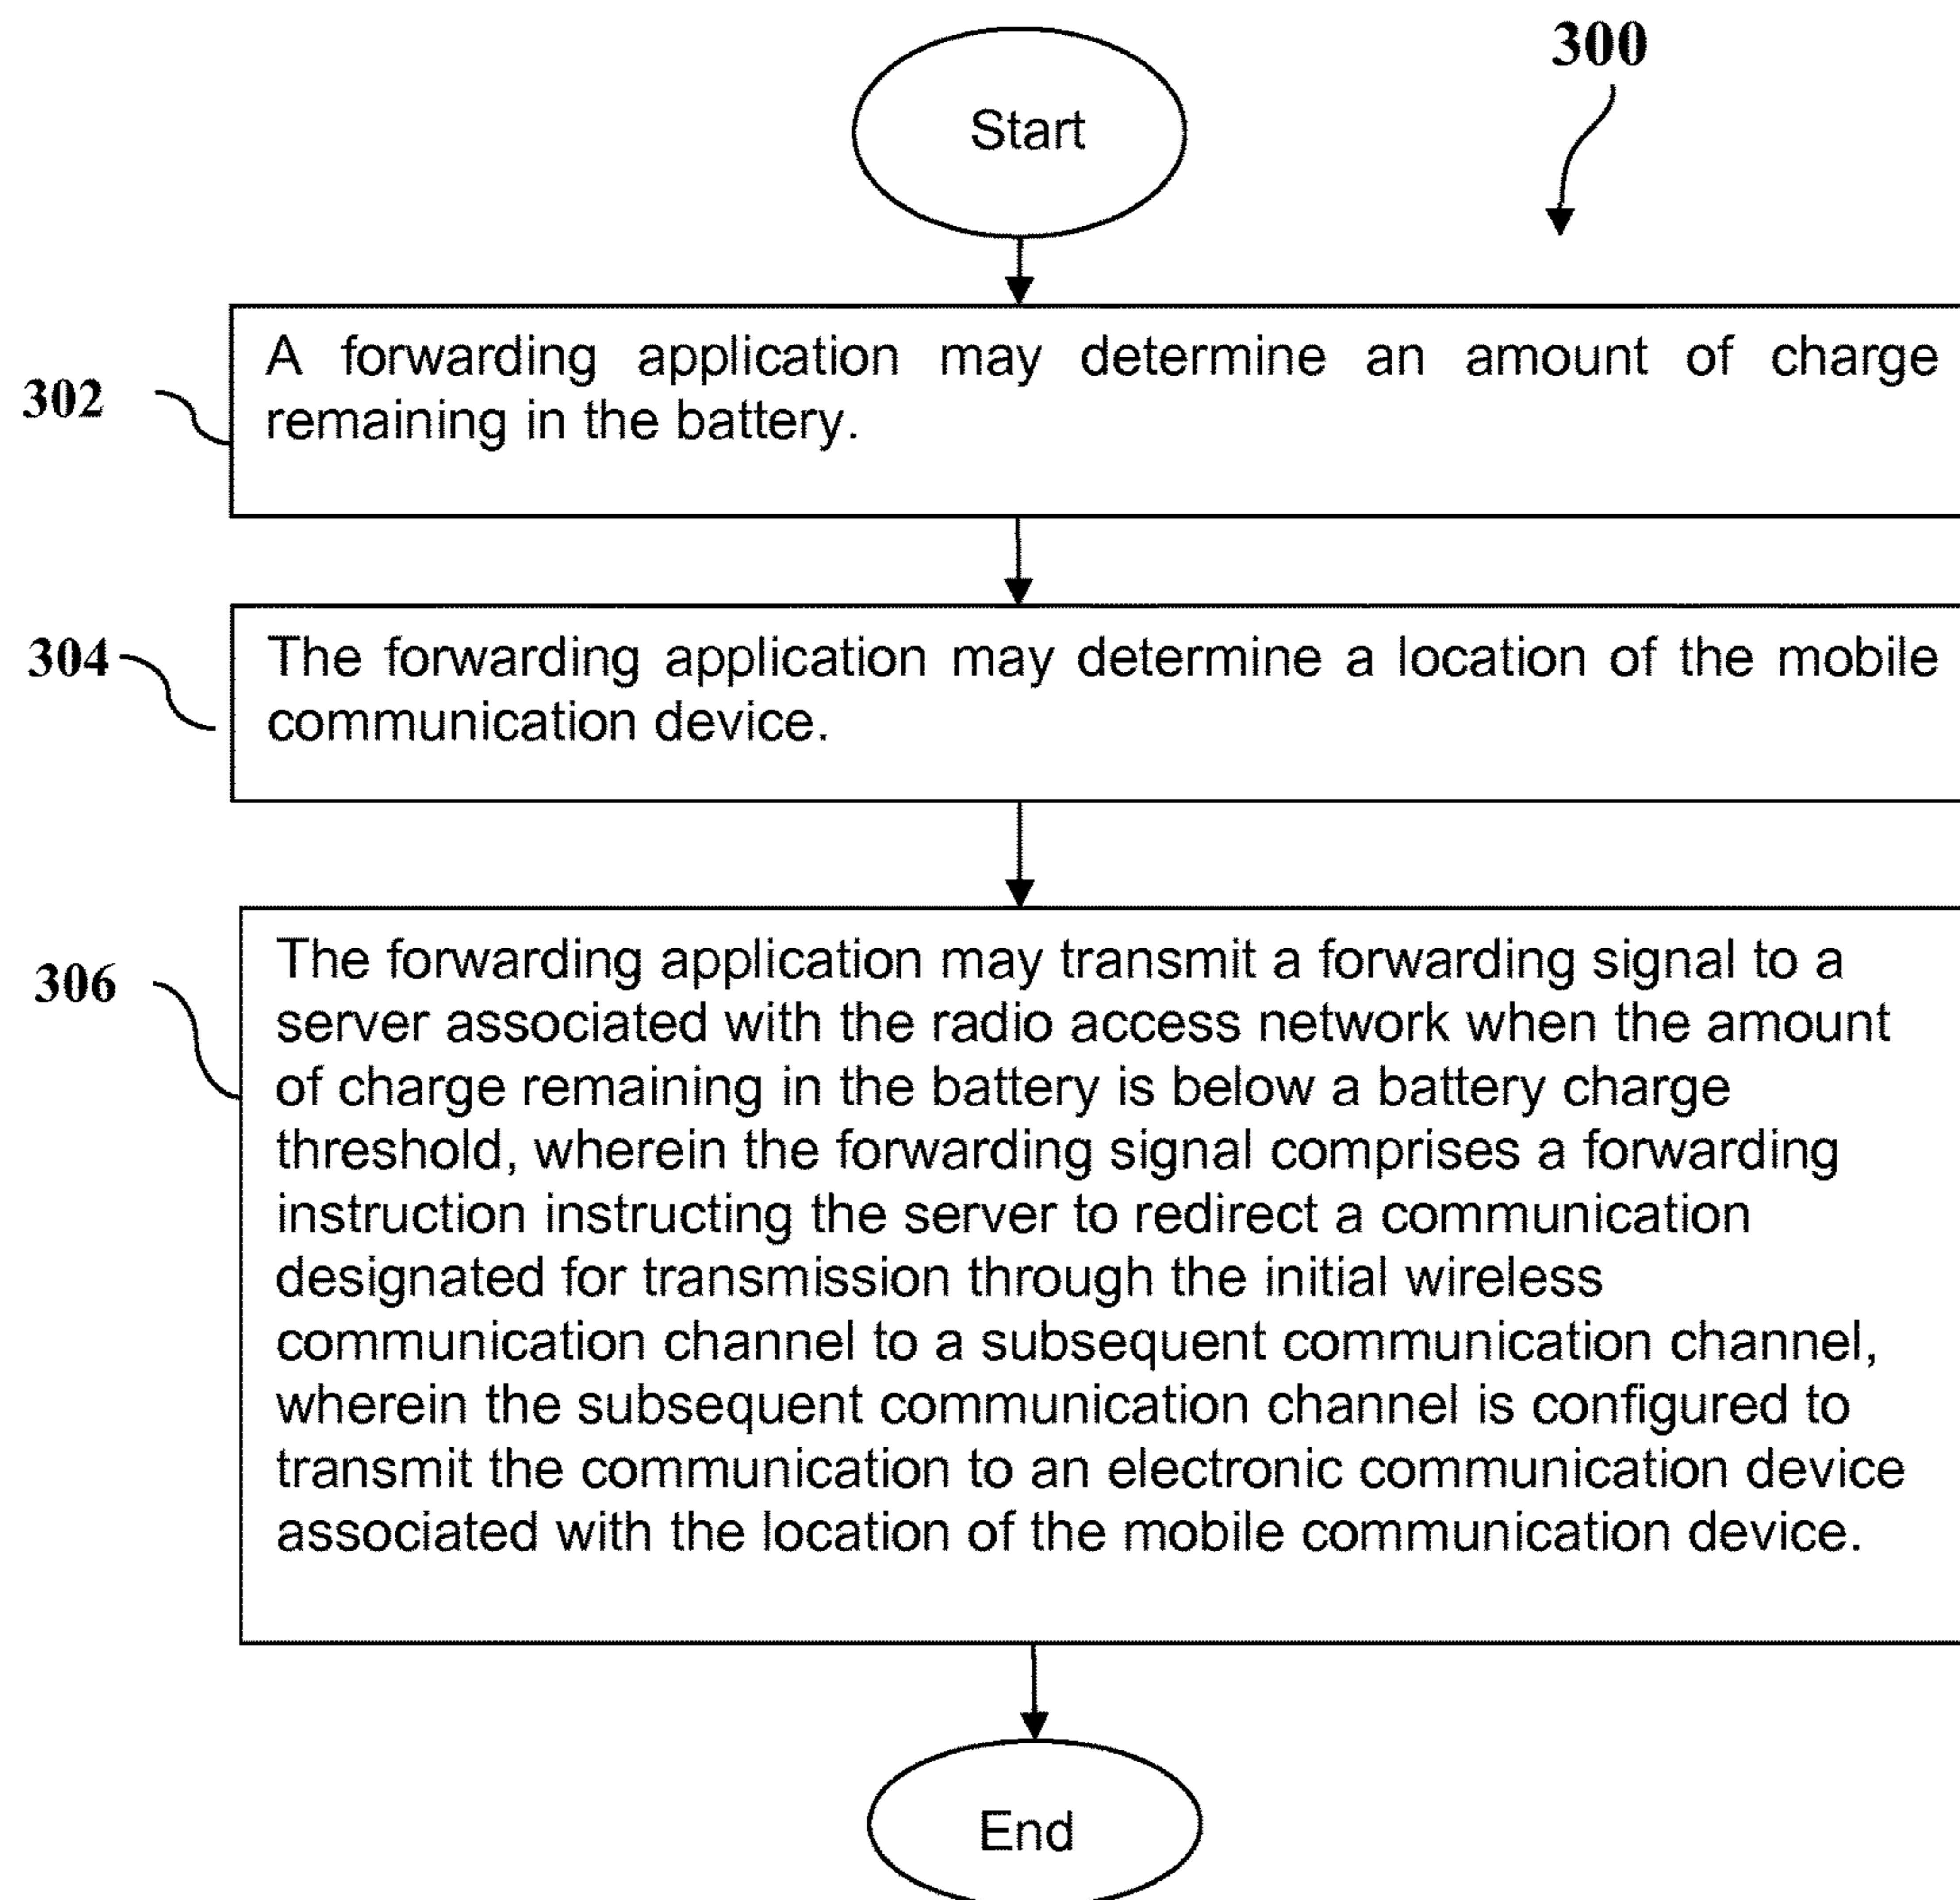 300
Start
302
A forwarding application may determine an amount of charge
remaining in the battery.
304
The forwarding application may determine a location of the mobile
communication device.
306
The forwarding application may transmit a forwarding signal to a
server associated with the radio access network when the amount
of charge remaining in the battery is below a battery charge
threshold, wherein the forwarding signal comprises a forwarding
instruction instructing the server to redirect a communication
designated for transmission through the initial wireless
communication channel to a subsequent communication channel,
wherein the subsequent communication channel is configured to
transmit the communication to an electronic communication device
associated with the location of the mobile communication device.
End